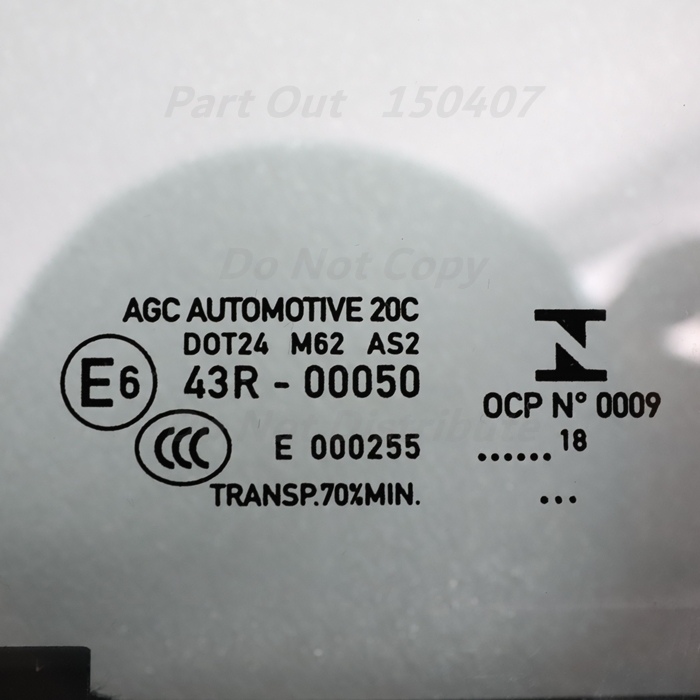 Part Out 150407
Do Not Copy
AGC AUTOMOTIVE 20C
DOT24 M62 AS2
E6 43R - 00050
CCC E 000255
TRANSP.70%MIN.
N
OCP N° 0009
...... 18
...